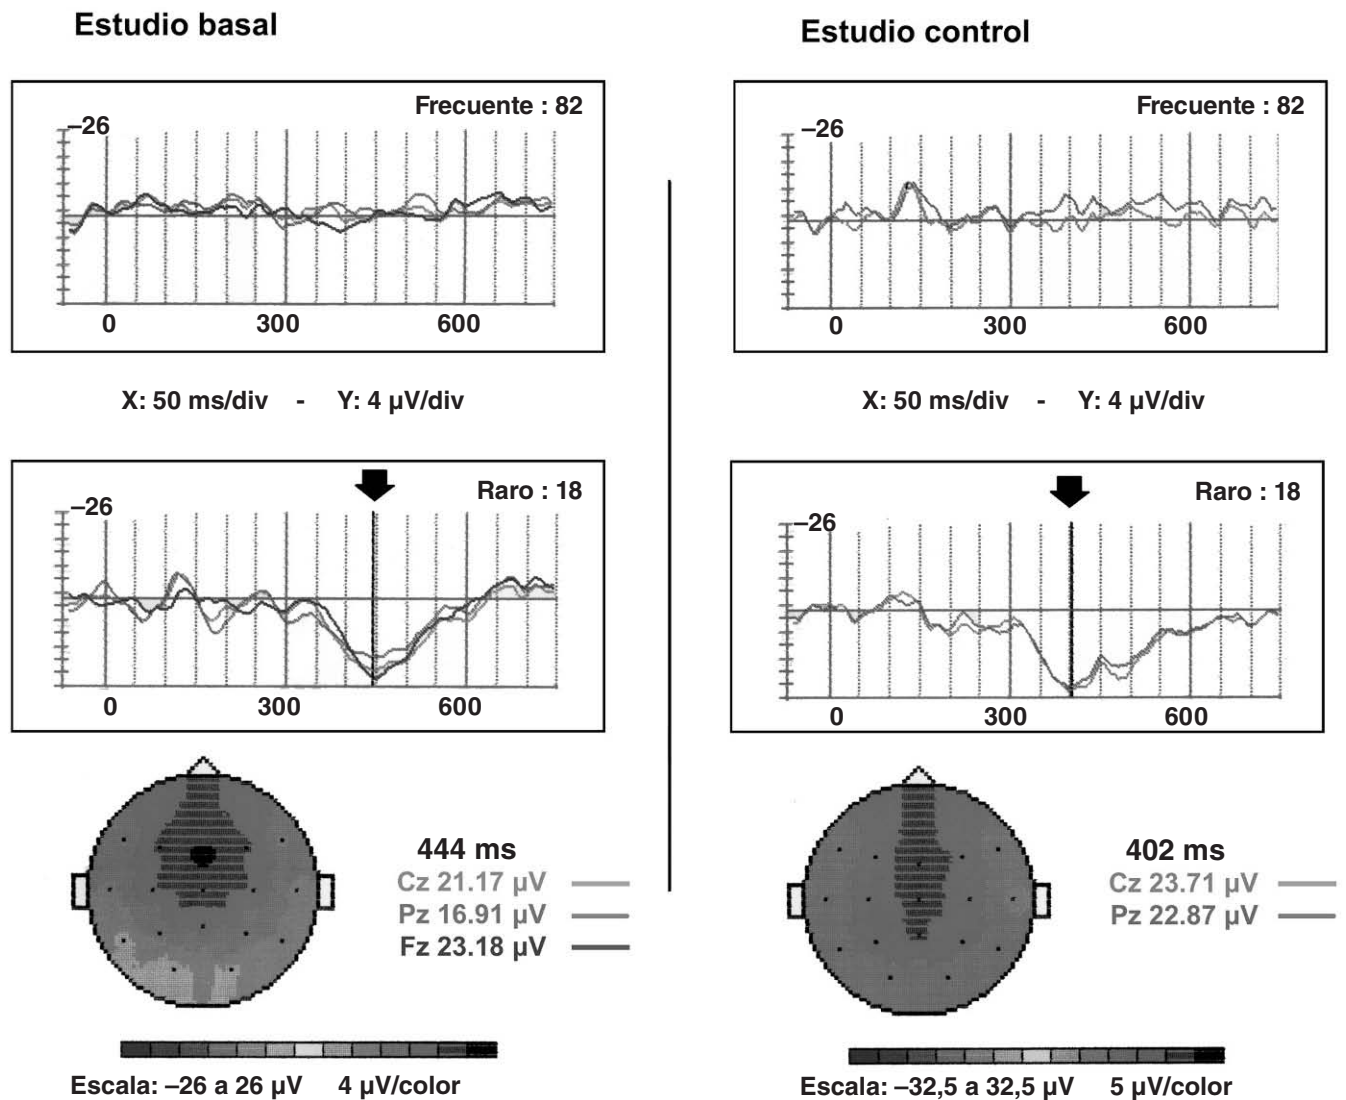 Estudio basal
Frecuente : 82
–26
0 300 600
X: 50 ms/div - Y: 4 µV/div
Raro : 18
–26
0 300 600
444 ms
Cz 21.17 µV
Pz 16.91 µV
Fz 23.18 µV
Escala: –26 a 26 µV 4 µV/color
Estudio control
Frecuente : 82
–26
0 300 600
X: 50 ms/div - Y: 4 µV/div
Raro : 18
–26
0 300 600
402 ms
Cz 23.71 µV
Pz 22.87 µV
Escala: –32,5 a 32,5 µV 5 µV/color